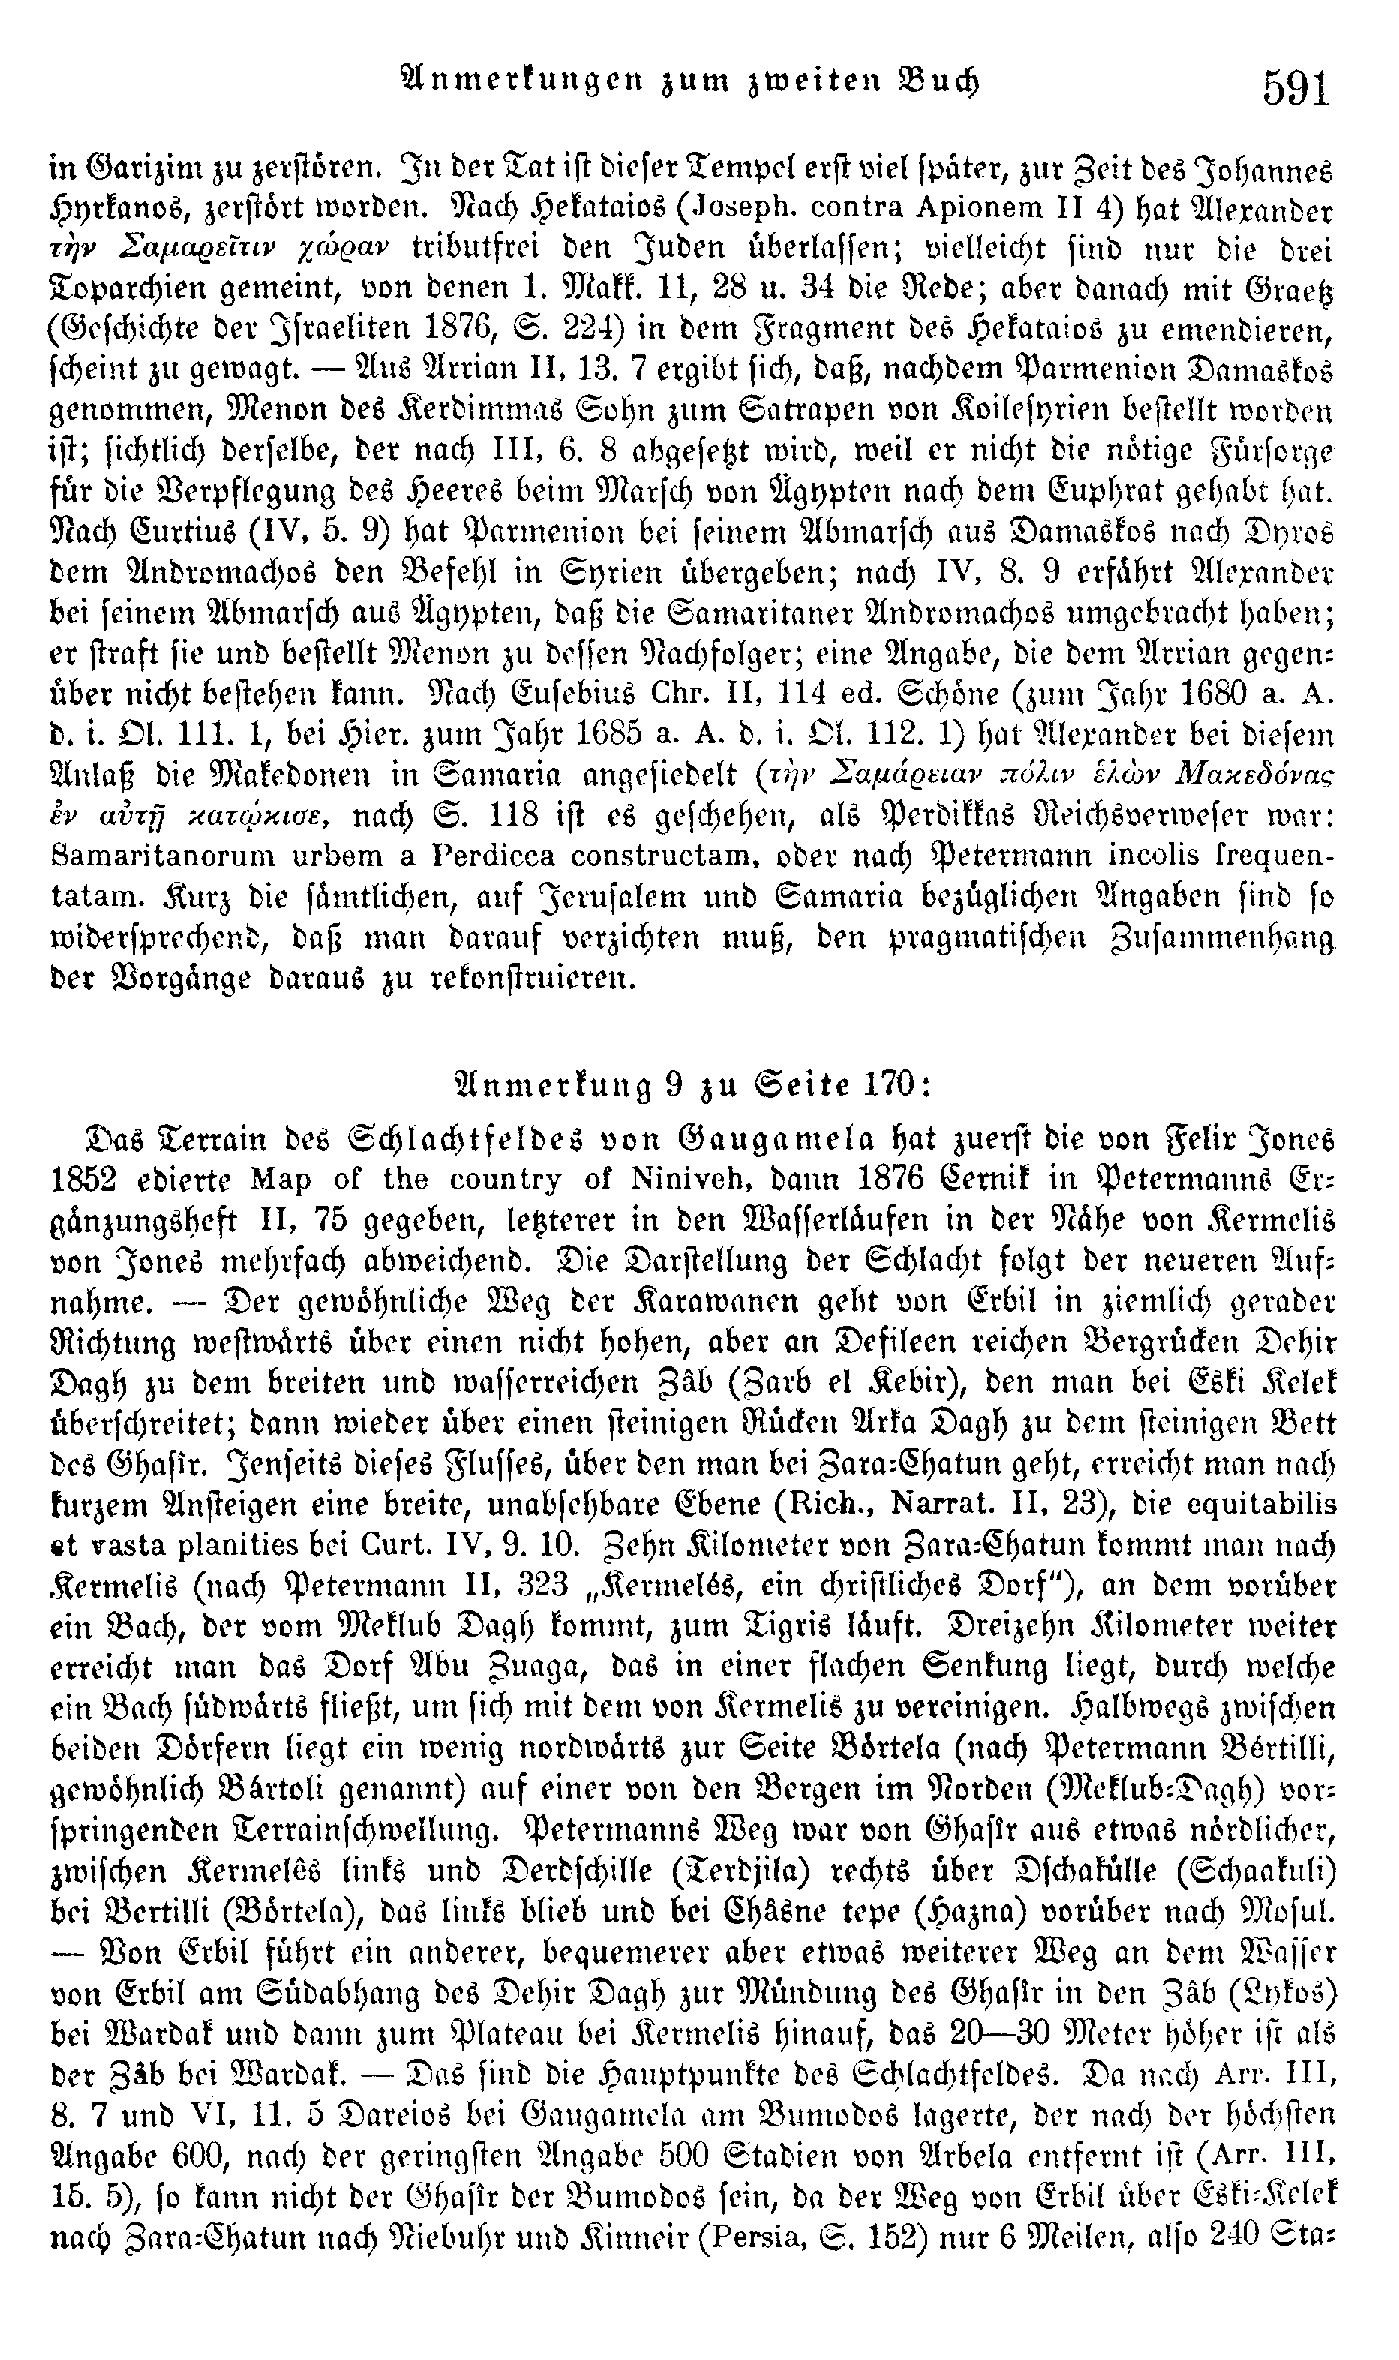 Anmerkungen zum zweiten Buch 591
in Garizim zu zerstören. In der Tat ist dieser Tempel erst viel später, zur Zeit des Johannes
Hyrkanos, zerstört worden. Nach Hekataios (Joseph. contra Apionem II 4) hat Alexander
τὴν Σαμαρεῖτιν χώραν tributfrei den Juden überlassen; vielleicht sind nur die drei
Toparchien gemeint, von denen 1. Makk. 11, 28 u. 34 die Rede; aber danach mit Graetz
(Geschichte der Israeliten 1876, S. 224) in dem Fragment des Hekataios zu emendieren,
scheint zu gewagt. — Aus Arrian II, 13. 7 ergibt sich, daß, nachdem Parmenion Damaskos
genommen, Menon des Kerdimmas Sohn zum Satrapen von Koilesyrien bestellt worden
ist; sichtlich derselbe, der nach III, 6. 8 abgesetzt wird, weil er nicht die nötige Fürsorge
für die Verpflegung des Heeres beim Marsch von Ägypten nach dem Euphrat gehabt hat.
Nach Curtius (IV, 5. 9) hat Parmenion bei seinem Abmarsch aus Damaskos nach Dyros
dem Andromachos den Befehl in Syrien übergeben; nach IV, 8. 9 erfährt Alexander
bei seinem Abmarsch aus Ägypten, daß die Samaritaner Andromachos umgebracht haben;
er straft sie und bestellt Menon zu dessen Nachfolger; eine Angabe, die dem Arrian gegen-
über nicht bestehen kann. Nach Eusebius Chr. II, 114 ed. Schöne (zum Jahr 1680 a. A.
d. i. Ol. 111. 1, bei Hier. zum Jahr 1685 a. A. d. i. Ol. 112. 1) hat Alexander bei diesem
Anlaß die Makedonen in Samaria angesiedelt (τὴν Σαμάρειαν πόλιν ἑλὼν Μακεδόνας
ἐν αὐτῇ κατῴκισε, nach S. 118 ist es geschehen, als Perdikkas Reichsverweser war:
Samaritanorum urbem a Perdicca constructam, oder nach Petermann incolis frequen-
tatam. Kurz die sämtlichen, auf Jerusalem und Samaria bezüglichen Angaben sind so
widersprechend, daß man darauf verzichten muß, den pragmatischen Zusammenhang
der Vorgänge daraus zu rekonstruieren.
Anmerkung 9 zu Seite 170:
Das Terrain des Schlachtfeldes von Gaugamela hat zuerst die von Felix Jones
1852 edierte Map of the country of Niniveh, dann 1876 Cernik in Petermanns Er-
gänzungsheft II, 75 gegeben, letzterer in den Wasserläufen in der Nähe von Kermelis
von Jones mehrfach abweichend. Die Darstellung der Schlacht folgt der neueren Auf-
nahme. — Der gewöhnliche Weg der Karawanen geht von Erbil in ziemlich gerader
Richtung westwärts über einen nicht hohen, aber an Defileen reichen Bergrücken Dehir
Dagh zu dem breiten und wasserreichen Zâb (Zarb el Kebir), den man bei Eski Kelek
überschreitet; dann wieder über einen steinigen Rücken Arka Dagh zu dem steinigen Bett
des Ghasîr. Jenseits dieses Flusses, über den man bei Zara-Chatun geht, erreicht man nach
kurzem Ansteigen eine breite, unabsehbare Ebene (Rich., Narrat. II, 23), die equitabilis
et vasta planities bei Curt. IV, 9. 10. Zehn Kilometer von Zara-Chatun kommt man nach
Kermelis (nach Petermann II, 323 „Kermelés, ein christliches Dorf"), an dem vorüber
ein Bach, der vom Meklub Dagh kommt, zum Tigris läuft. Dreizehn Kilometer weiter
erreicht man das Dorf Abu Zuaga, das in einer flachen Senkung liegt, durch welche
ein Bach südwärts fließt, um sich mit dem von Kermelis zu vereinigen. Halbwegs zwischen
beiden Dörfern liegt ein wenig nordwärts zur Seite Börtela (nach Petermann Bértilli,
gewöhnlich Bártoli genannt) auf einer von den Bergen im Norden (Meklub-Dagh) vor-
springenden Terrainschwellung. Petermanns Weg war von Ghasîr aus etwas nördlicher,
zwischen Kermelês links und Derdschille (Terdjila) rechts über Dschakülle (Schaakuli)
bei Bertilli (Börtela), das links blieb und bei Châsne tepe (Hazna) vorüber nach Mosul.
— Von Erbil führt ein anderer, bequemerer aber etwas weiterer Weg an dem Wasser
von Erbil am Südabhang des Dehir Dagh zur Mündung des Ghasîr in den Zâb (Lykos)
bei Wardak und dann zum Plateau bei Kermelis hinauf, das 20—30 Meter höher ist als
der Zâb bei Wardak. — Das sind die Hauptpunkte des Schlachtfeldes. Da nach Arr. III,
8. 7 und VI, 11. 5 Dareios bei Gaugamela am Bumodos lagerte, der nach der höchsten
Angabe 600, nach der geringsten Angabe 500 Stadien von Arbela entfernt ist (Arr. III,
15. 5), so kann nicht der Ghasîr der Bumodos sein, da der Weg von Erbil über Eski-Kelek
nach Zara-Chatun nach Niebuhr und Kinneir (Persia, S. 152) nur 6 Meilen, also 240 Sta-